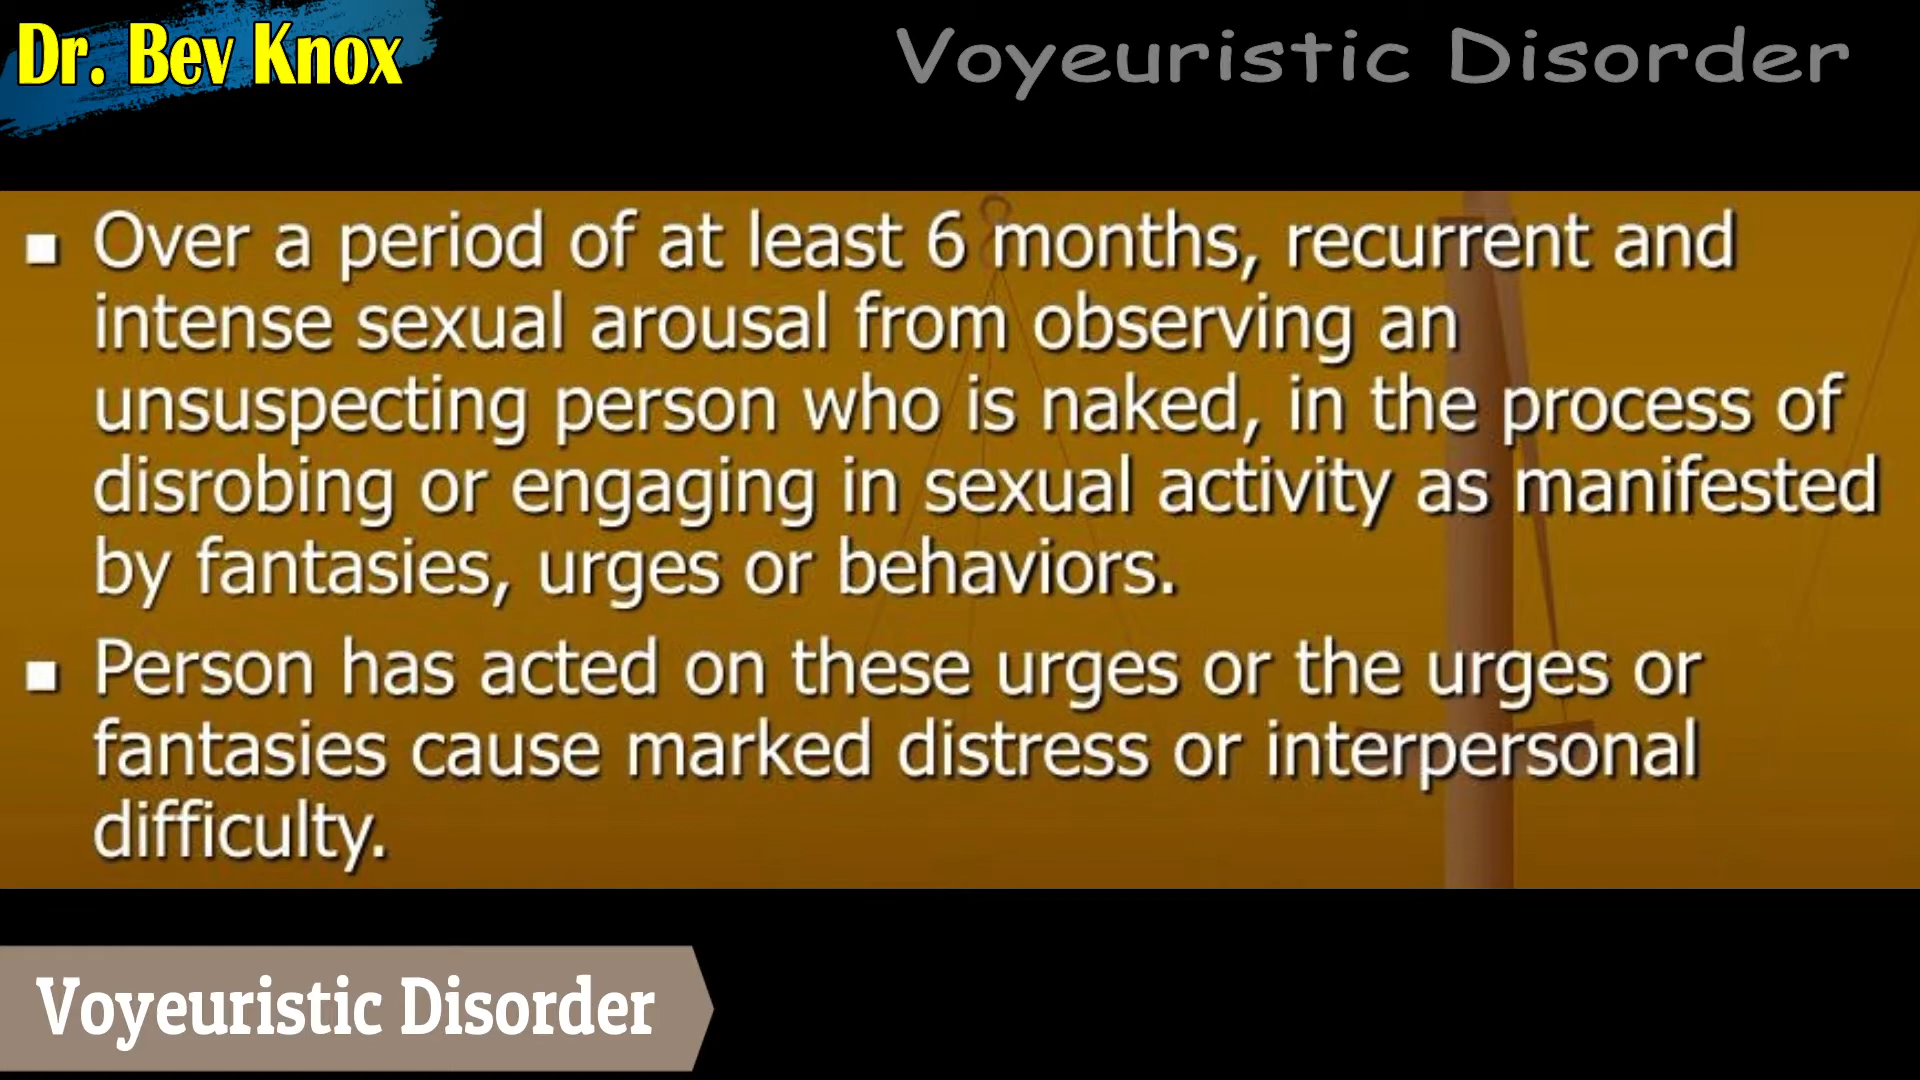 Dr. Bev Knox
Voyeuristic Disorder
Over a period of at least 6 months, recurrent and
intense sexual arousal from observing an
unsuspecting person who is naked, in the process of
disrobing or engaging in sexual activity as manifested
by fantasies, urges or behaviors.
Person has acted on these urges or the urges or
fantasies cause marked distress or interpersonal
difficulty.
Voyeuristic Disorder